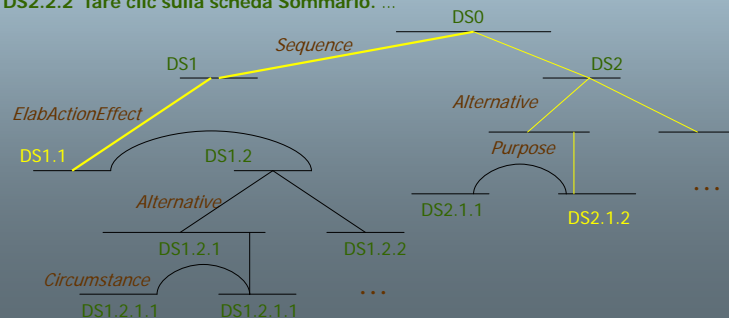 DS2.2.2 Tare clic sulla scheda Sommario. ...
DS0
Sequence
DS1
DS2
Alternative
ElabActionEffect
Purpose
DS1.1
DS1.2
...
Alternative
DS2.1.1
DS2.1.2
DS1.2.1
DS1.2.2
Circumstance
...
DS1.2.1.1
DS1.2.1.1